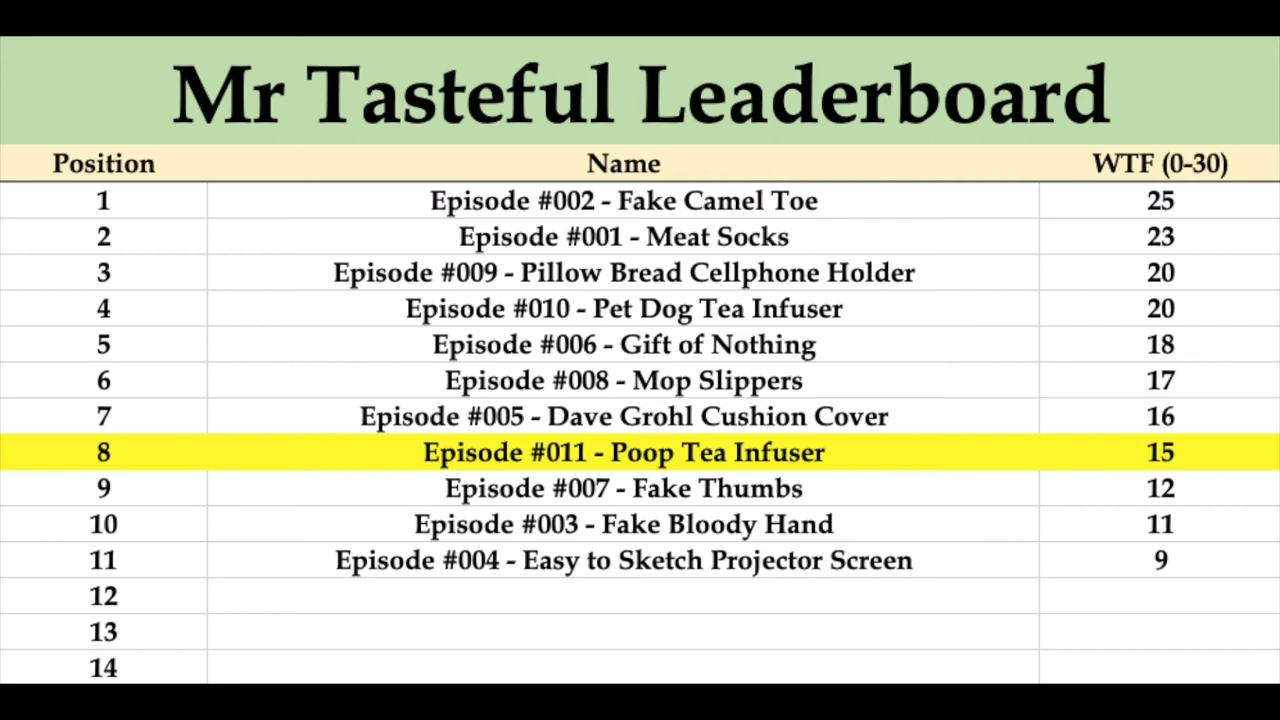 Mr Tasteful Leaderboard
Position Name WTF (0-30)
1 Episode #002 - Fake Camel Toe 25
2 Episode #001 - Meat Socks 23
3 Episode #009 - Pillow Bread Cellphone Holder 20
4 Episode #010 - Pet Dog Tea Infuser 20
5 Episode #006 - Gift of Nothing 18
6 Episode #008 - Mop Slippers 17
7 Episode #005 - Dave Grohl Cushion Cover 16
8 Episode #011 - Poop Tea Infuser 15
9 Episode #007 - Fake Thumbs 12
10 Episode #003 - Fake Bloody Hand 11
11 Episode #004 - Easy to Sketch Projector Screen 9
12
13
14